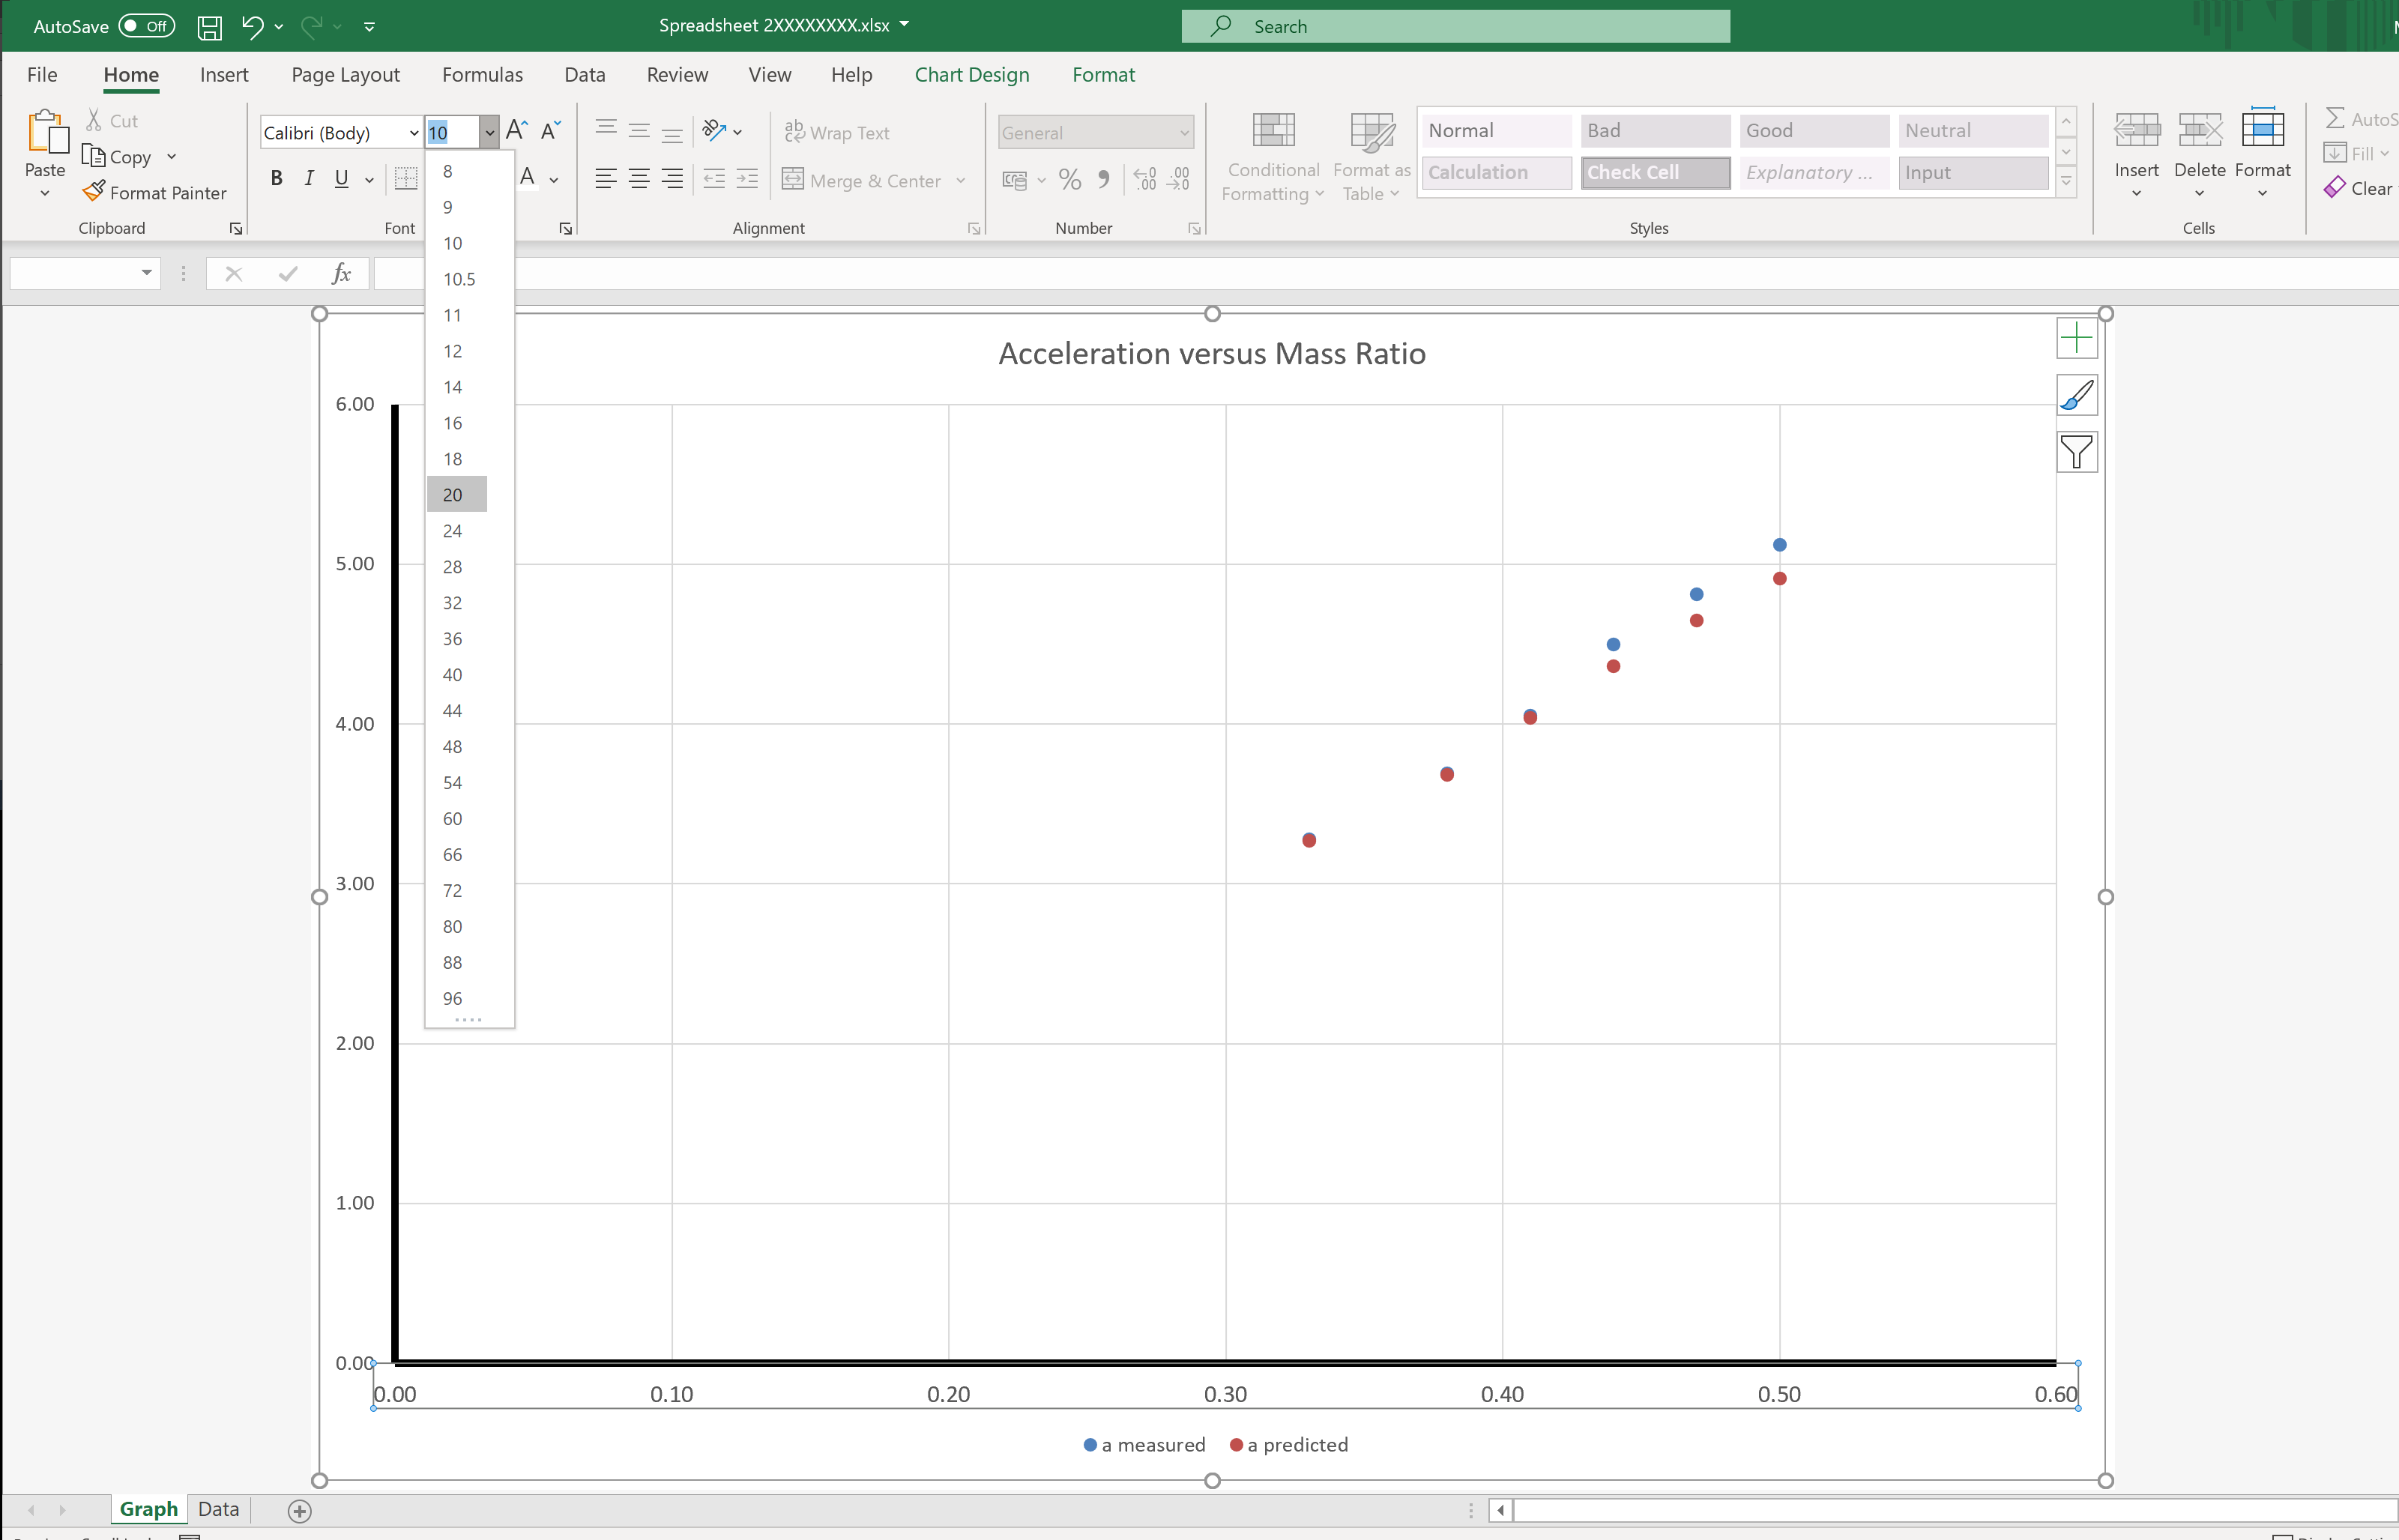 AutoSave Off
Spreadsheet 2XXXXXXXX.xlsx
Search
File Home Insert Page Layout Formulas Data Review View Help Chart Design Format
Paste
Cut
Copy
Format Painter
Clipboard
Calibri (Body) 10
B I U A
Font
Wrap Text
Merge & Center
Alignment
General
Number
Conditional
Formatting
Format as
Table
Normal Bad Good Neutral
Calculation Check Cell Explanatory ... Input
Styles
Insert Delete Format
Cells
AutoS
Fill
Clear
fx
8
9
10
10.5
11
12
14
16
18
20
24
28
32
36
40
44
48
54
60
66
72
80
88
96
Acceleration versus Mass Ratio
6.00
5.00
4.00
3.00
2.00
1.00
0.00
0.00 0.10 0.20 0.30 0.40 0.50 0.60
a measured a predicted
Graph Data